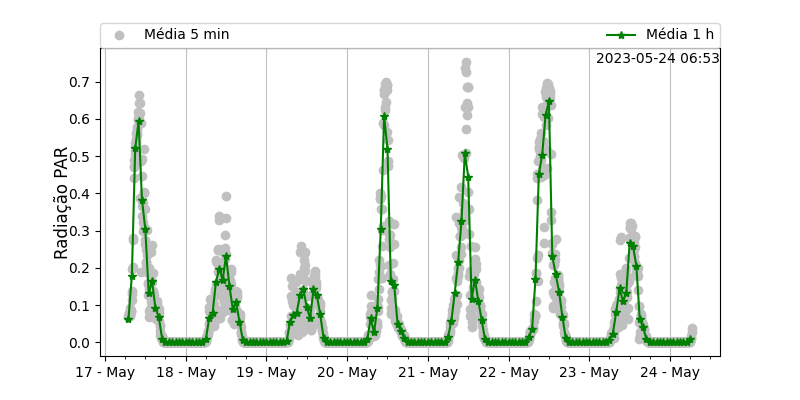 Média 5 min
Média 1 h
2023-05-24 06:53
Radiação PAR
0.7
0.6
0.5
0.4
0.3
0.2
0.1
0.0
17 - May
18 - May
19 - May
20 - May
21 - May
22 - May
23 - May
24 - May